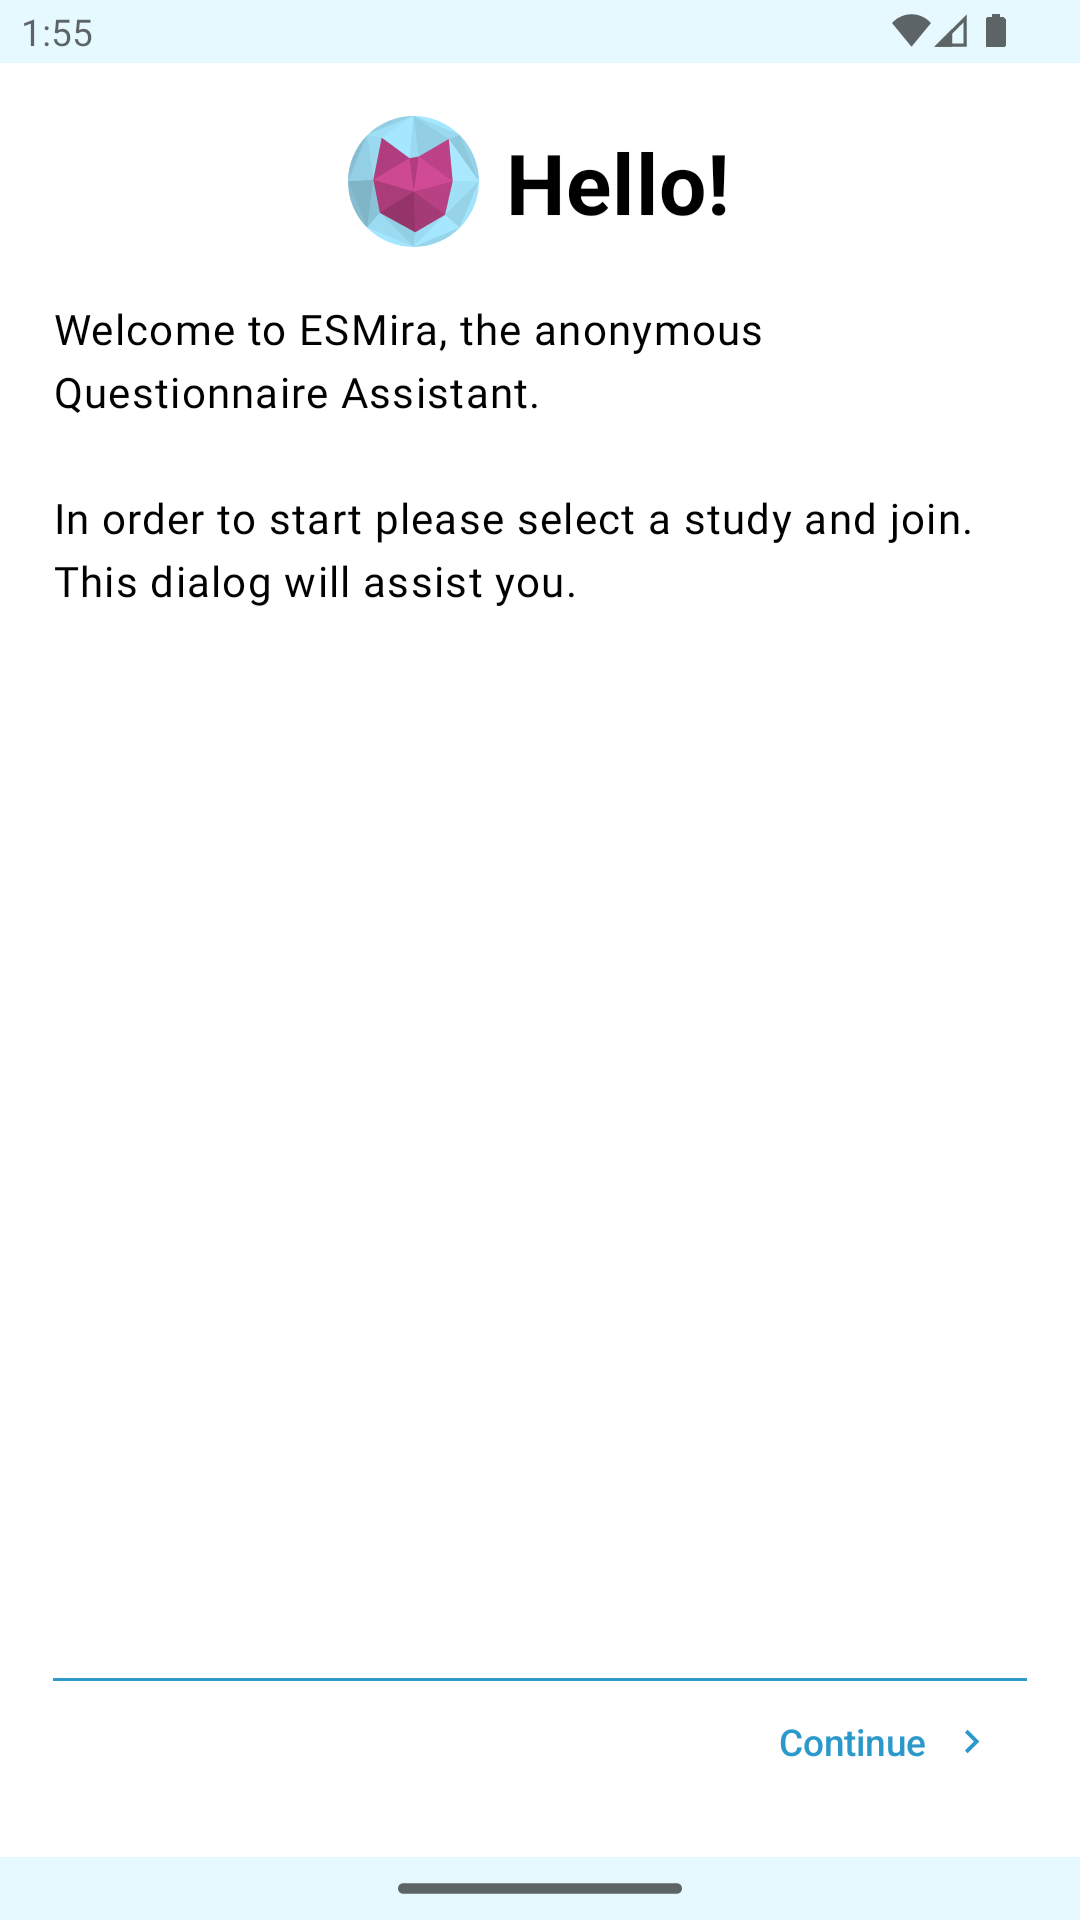 1:55
Hello!
Welcome to ESMira, the anonymous
Questionnaire Assistant.
In order to start please select a study and join.
This dialog will assist you.
Continue